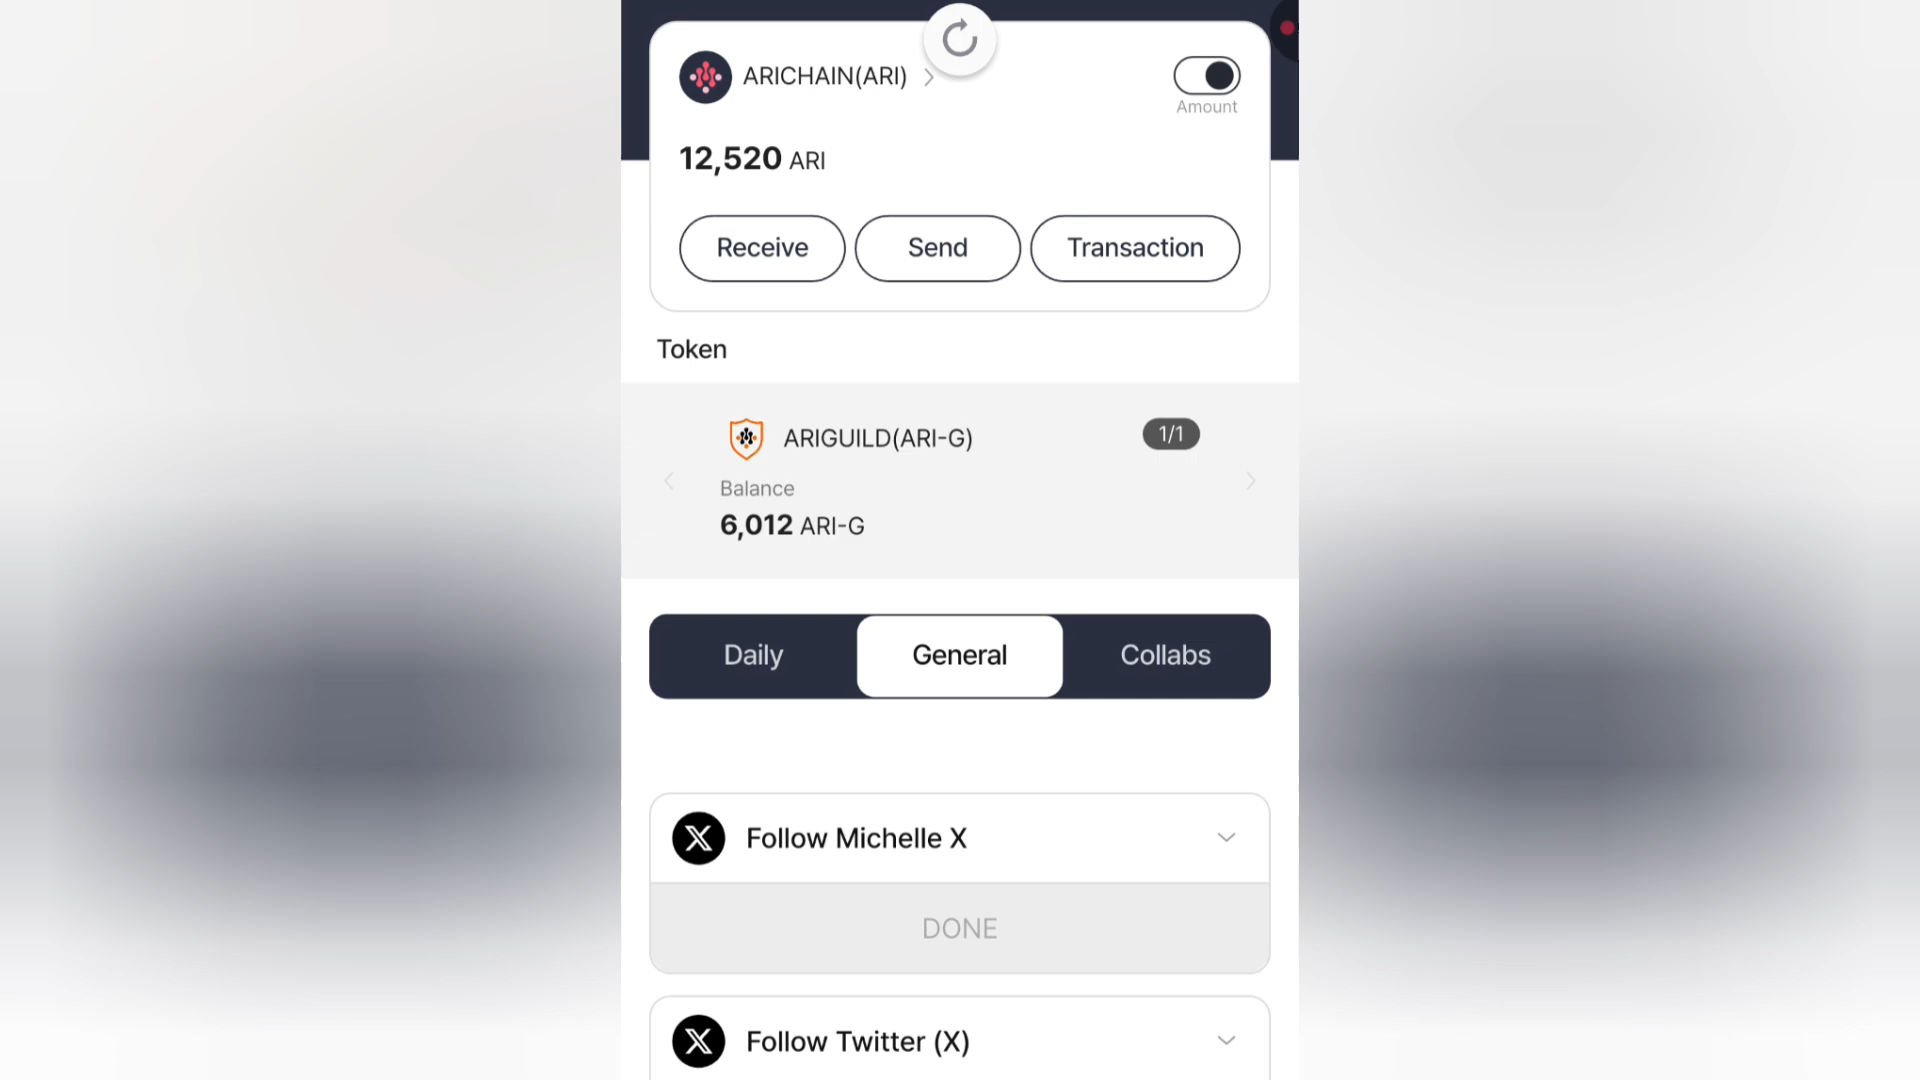 ARICHAIN(ARI)
Amount
12,520 ARI
Receive
Send
Transaction
Token
ARIGUILD(ARI-G)
1/1
Balance
6,012 ARI-G
Daily
General
Collabs
Follow Michelle X
DONE
Follow Twitter (X)